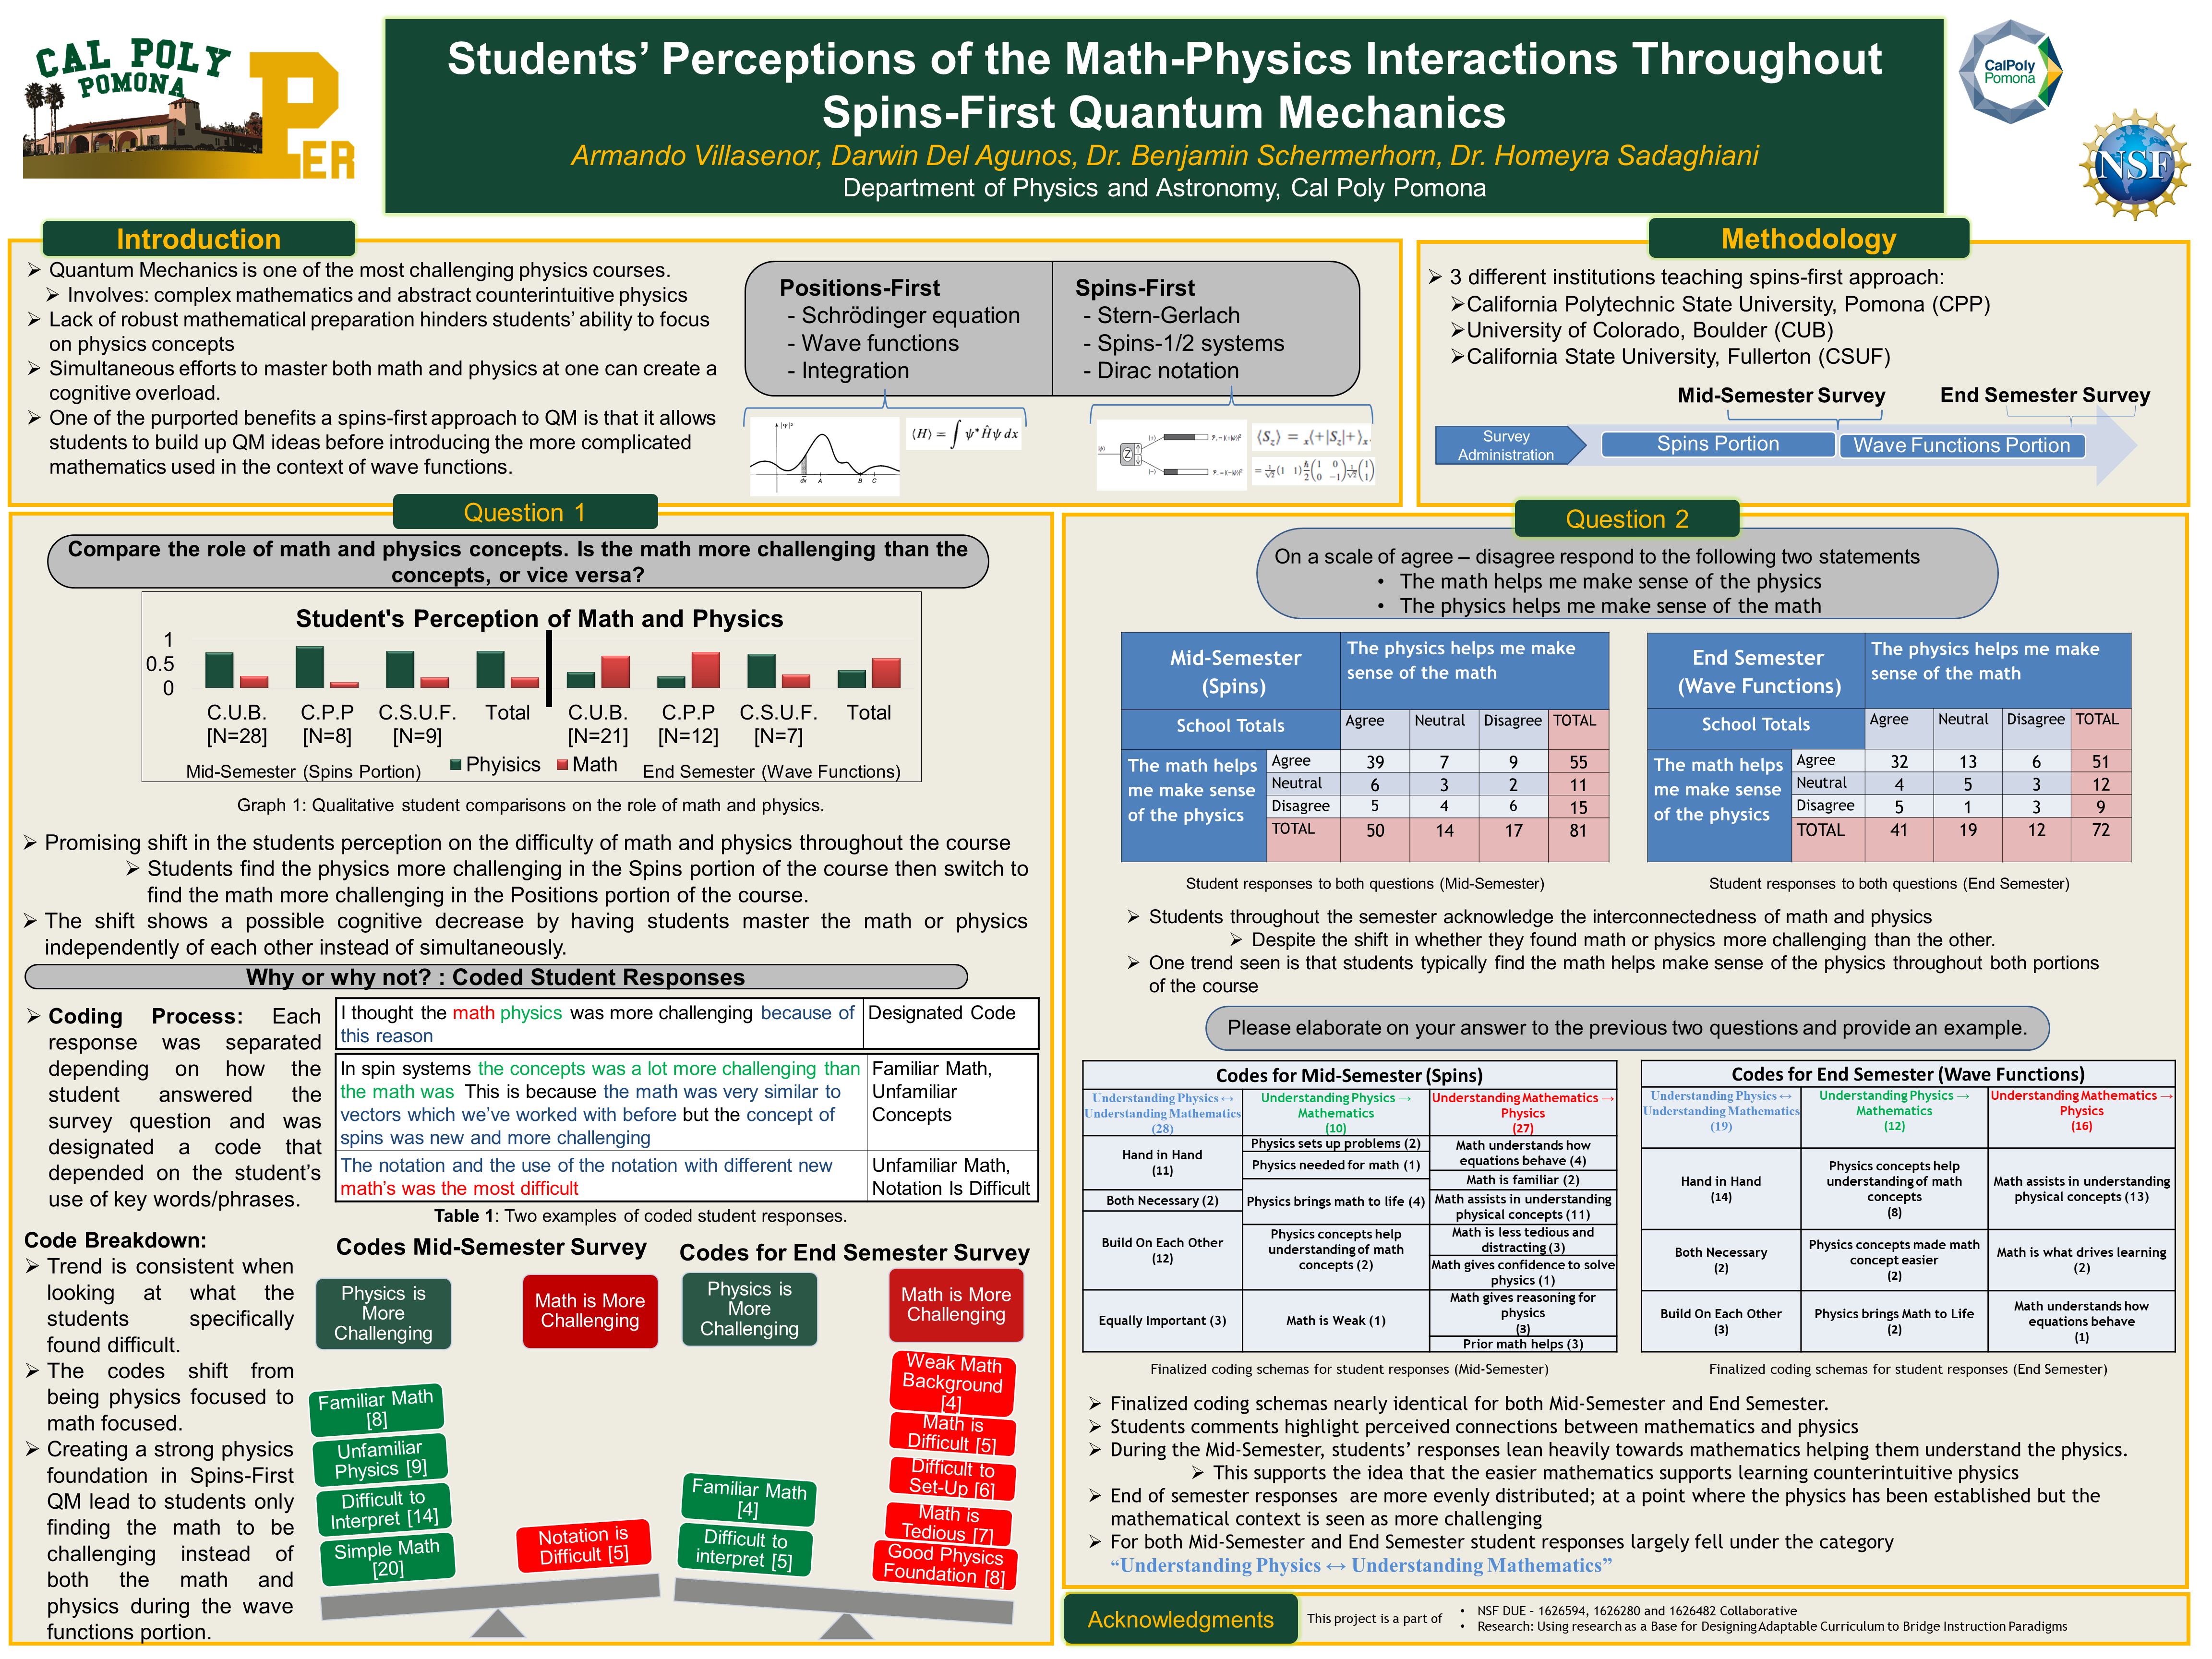 CAL POLY
POMONA
PER
Students’ Perceptions of the Math-Physics Interactions Throughout
Spins-First Quantum Mechanics
Armando Villasenor, Darwin Del Agunos, Dr. Benjamin Schermerhorn, Dr. Homeyra Sadaghiani
Department of Physics and Astronomy, Cal Poly Pomona
CalPoly
Pomona
NSF
Introduction
➢ Quantum Mechanics is one of the most challenging physics courses.
➢ Involves: complex mathematics and abstract counterintuitive physics
➢ Lack of robust mathematical preparation hinders students’ ability to focus
on physics concepts
➢ Simultaneous efforts to master both math and physics at one can create a
cognitive overload.
➢ One of the purported benefits a spins-first approach to QM is that it allows
students to build up QM ideas before introducing the more complicated
mathematics used in the context of wave functions.
Positions-First
- Schrödinger equation
- Wave functions
- Integration
Spins-First
- Stern-Gerlach
- Spins-1/2 systems
- Dirac notation
|Ψ|²
dx A B C
⟨H⟩ = ∫ ψ* Ĥψ dx
Z
⟨S_z⟩ = ₓ⟨+|S_z|+⟩ₓ
= 1/√2 (1 1) ħ/2 (1 0 0 −1) 1/√2 (1 1)
Methodology
➢ 3 different institutions teaching spins-first approach:
➢California Polytechnic State University, Pomona (CPP)
➢University of Colorado, Boulder (CUB)
➢California State University, Fullerton (CSUF)
Mid-Semester Survey End Semester Survey
Survey
Administration
Spins Portion
Wave Functions Portion
Question 1
Compare the role of math and physics concepts. Is the math more challenging than the
concepts, or vice versa?
Student's Perception of Math and Physics
1
0.5
0
C.U.B. C.P.P C.S.U.F. Total C.U.B. C.P.P C.S.U.F. Total
[N=28] [N=8] [N=9] [N=21] [N=12] [N=7]
Mid-Semester (Spins Portion) Phyisics Math End Semester (Wave Functions)
Graph 1: Qualitative student comparisons on the role of math and physics.
➢ Promising shift in the students perception on the difficulty of math and physics throughout the course
➢ Students find the physics more challenging in the Spins portion of the course then switch to
find the math more challenging in the Positions portion of the course.
➢ The shift shows a possible cognitive decrease by having students master the math or physics
independently of each other instead of simultaneously.
Why or why not? : Coded Student Responses
➢ Coding Process: Each
response was separated
depending on how the
student answered the
survey question and was
designated a code that
depended on the student’s
use of key words/phrases.
I thought the math physics was more challenging because of
this reason
Designated Code
In spin systems the concepts was a lot more challenging than
the math was This is because the math was very similar to
vectors which we’ve worked with before but the concept of
spins was new and more challenging
Familiar Math,
Unfamiliar
Concepts
The notation and the use of the notation with different new
math’s was the most difficult
Unfamiliar Math,
Notation Is Difficult
Table 1: Two examples of coded student responses.
Code Breakdown:
➢ Trend is consistent when
looking at what the
students specifically
found difficult.
➢ The codes shift from
being physics focused to
math focused.
➢ Creating a strong physics
foundation in Spins-First
QM lead to students only
finding the math to be
challenging instead of
both the math and
physics during the wave
functions portion.
Codes Mid-Semester Survey
Physics is
More
Challenging
Math is More
Challenging
Familiar Math
[8]
Unfamiliar
Physics [9]
Difficult to
Interpret [14]
Simple Math
[20]
Notation is
Difficult [5]
Codes for End Semester Survey
Physics is
More
Challenging
Math is More
Challenging
Familiar Math
[4]
Difficult to
interpret [5]
Weak Math
Background
[4]
Math is
Difficult [5]
Difficult to
Set-Up [6]
Math is
Tedious [7]
Good Physics
Foundation [8]
Question 2
On a scale of agree – disagree respond to the following two statements
• The math helps me make sense of the physics
• The physics helps me make sense of the math
Mid-Semester
(Spins)
The physics helps me make
sense of the math
School Totals Agree Neutral Disagree TOTAL
The math helps
me make sense
of the physics
Agree 39 7 9 55
Neutral 6 3 2 11
Disagree 5 4 6 15
TOTAL 50 14 17 81
Student responses to both questions (Mid-Semester)
End Semester
(Wave Functions)
The physics helps me make
sense of the math
School Totals Agree Neutral Disagree TOTAL
The math helps
me make sense
of the physics
Agree 32 13 6 51
Neutral 4 5 3 12
Disagree 5 1 3 9
TOTAL 41 19 12 72
Student responses to both questions (End Semester)
➢ Students throughout the semester acknowledge the interconnectedness of math and physics
➢ Despite the shift in whether they found math or physics more challenging than the other.
➢ One trend seen is that students typically find the math helps make sense of the physics throughout both portions
of the course
Please elaborate on your answer to the previous two questions and provide an example.
Codes for Mid-Semester (Spins)
Understanding Physics ↔
Understanding Mathematics
(28)
Hand in Hand
(11)
Both Necessary (2)
Build On Each Other
(12)
Equally Important (3)
Understanding Physics →
Mathematics
(10)
Physics sets up problems (2)
Physics needed for math (1)
Physics brings math to life (4)
Physics concepts help
understanding of math
concepts (2)
Math is Weak (1)
Understanding Mathematics →
Physics
(27)
Math understands how
equations behave (4)
Math is familiar (2)
Math assists in understanding
physical concepts (11)
Math is less tedious and
distracting (3)
Math gives confidence to solve
physics (1)
Math gives reasoning for
physics
(3)
Prior math helps (3)
Finalized coding schemas for student responses (Mid-Semester)
Codes for End Semester (Wave Functions)
Understanding Physics ↔
Understanding Mathematics
(19)
Hand in Hand
(14)
Both Necessary
(2)
Build On Each Other
(3)
Understanding Physics →
Mathematics
(12)
Physics concepts help
understanding of math
concepts
(8)
Physics concepts made math
concept easier
(2)
Physics brings Math to Life
(2)
Understanding Mathematics →
Physics
(16)
Math assists in understanding
physical concepts (13)
Math is what drives learning
(2)
Math understands how
equations behave
(1)
Finalized coding schemas for student responses (End Semester)
➢ Finalized coding schemas nearly identical for both Mid-Semester and End Semester.
➢ Students comments highlight perceived connections between mathematics and physics
➢ During the Mid-Semester, students’ responses lean heavily towards mathematics helping them understand the physics.
➢ This supports the idea that the easier mathematics supports learning counterintuitive physics
➢ End of semester responses are more evenly distributed; at a point where the physics has been established but the
mathematical context is seen as more challenging
➢ For both Mid-Semester and End Semester student responses largely fell under the category
“Understanding Physics ↔ Understanding Mathematics”
Acknowledgments
This project is a part of
• NSF DUE - 1626594, 1626280 and 1626482 Collaborative
• Research: Using research as a Base for Designing Adaptable Curriculum to Bridge Instruction Paradigms